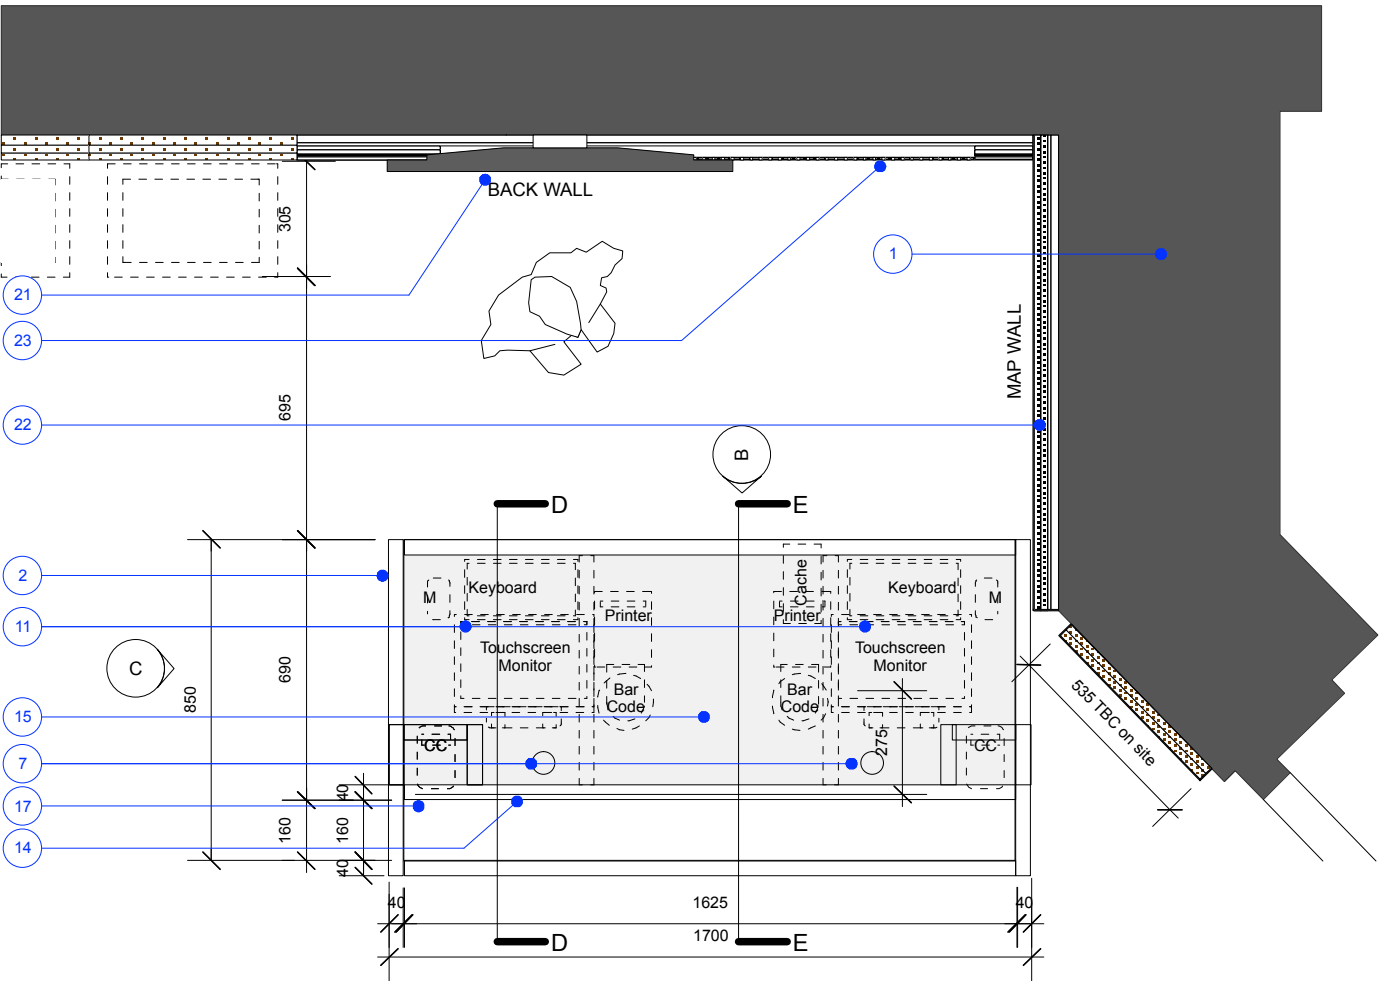 BACK WALL
305
1
21
23
MAP WALL
695
22
B
D
E
2
Keyboard
Cache
Keyboard
M
M
Printer
Printer
11
Touchscreen
Monitor
Touchscreen
Monitor
C
690
850
535 TBC on site
Bar
Code
Bar
Code
15
CC
275
CC
7
40
17
160
160
14
40
40
1625
40
1700
D
E